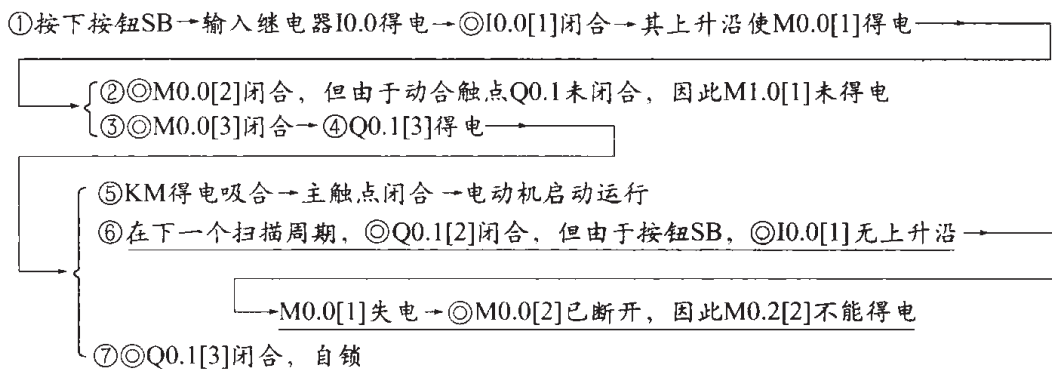 ①按下按钮SB→输入继电器I0.0得电→◎I0.0[1]闭合→其上升沿使M0.0[1]得电
②◎M0.0[2]闭合，但由于动合触点Q0.1未闭合，因此M1.0[1]未得电
③◎M0.0[3]闭合→④Q0.1[3]得电
⑤KM得电吸合→主触点闭合→电动机启动运行
⑥在下一个扫描周期，◎Q0.1[2]闭合，但由于按钮SB，◎I0.0[1]无上升沿
M0.0[1]失电→◎M0.0[2]已断开，因此M0.2[2]不能得电
⑦◎Q0.1[3]闭合，自锁